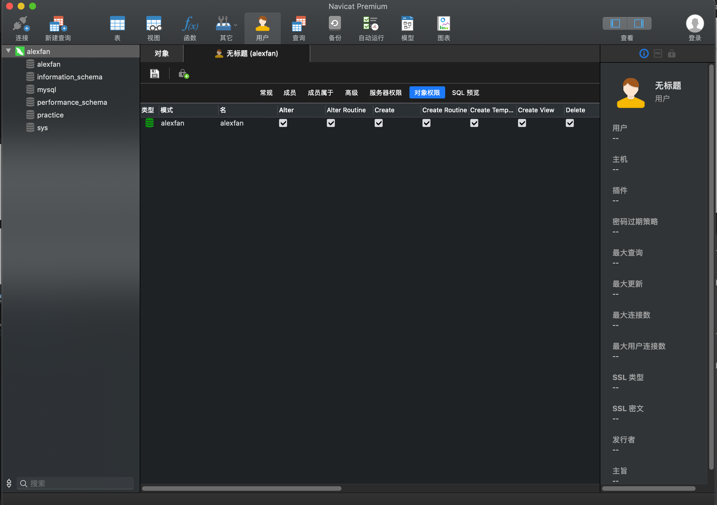 Navicat Premium
连接
新建查询
表
视图
f(x)
函数
其它
用户
查询
备份
自动运行
模型
图表
查看
登录
alexfan
alexfan
information_schema
mysql
performance_schema
practice
sys
搜索
对象
无标题 (alexfan)
常规 成员 成员属于 高级 服务器权限 对象权限 SQL 预览
类型 模式 名 Alter Alter Routine Create Create Routine Create Temp... Create View Delete
alexfan alexfan
无标题
用户
用户
--
主机
--
插件
--
密码过期策略
--
最大查询
--
最大更新
--
最大连接数
--
最大用户连接数
--
SSL 类型
--
SSL 密文
--
发行者
--
主旨
--